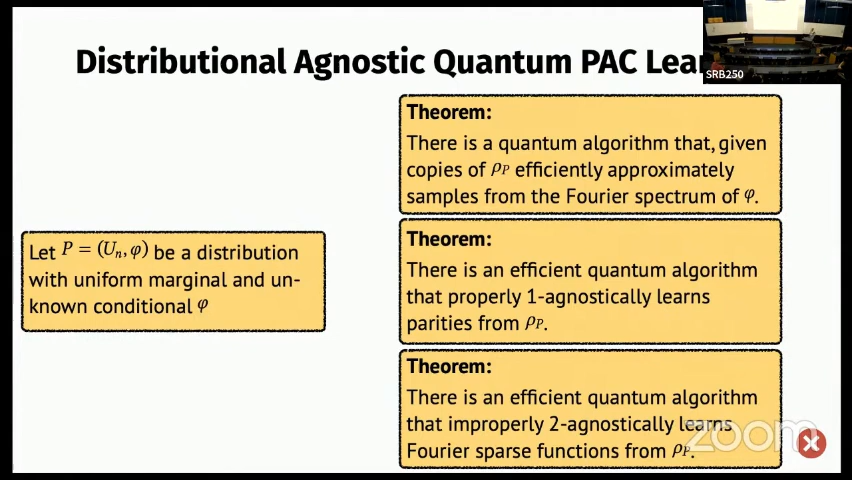 Distributional Agnostic Quantum PAC Lear
SRB250
Let P = (Uₙ, φ) be a distribution
with uniform marginal and un-
known conditional φ
Theorem:
There is a quantum algorithm that, given
copies of ρ_P efficiently approximately
samples from the Fourier spectrum of φ.
Theorem:
There is an efficient quantum algorithm
that properly 1-agnostically learns
parities from ρ_P.
Theorem:
There is an efficient quantum algorithm
that improperly 2-agnostically learns
Fourier sparse functions from ρ_P.
zoom